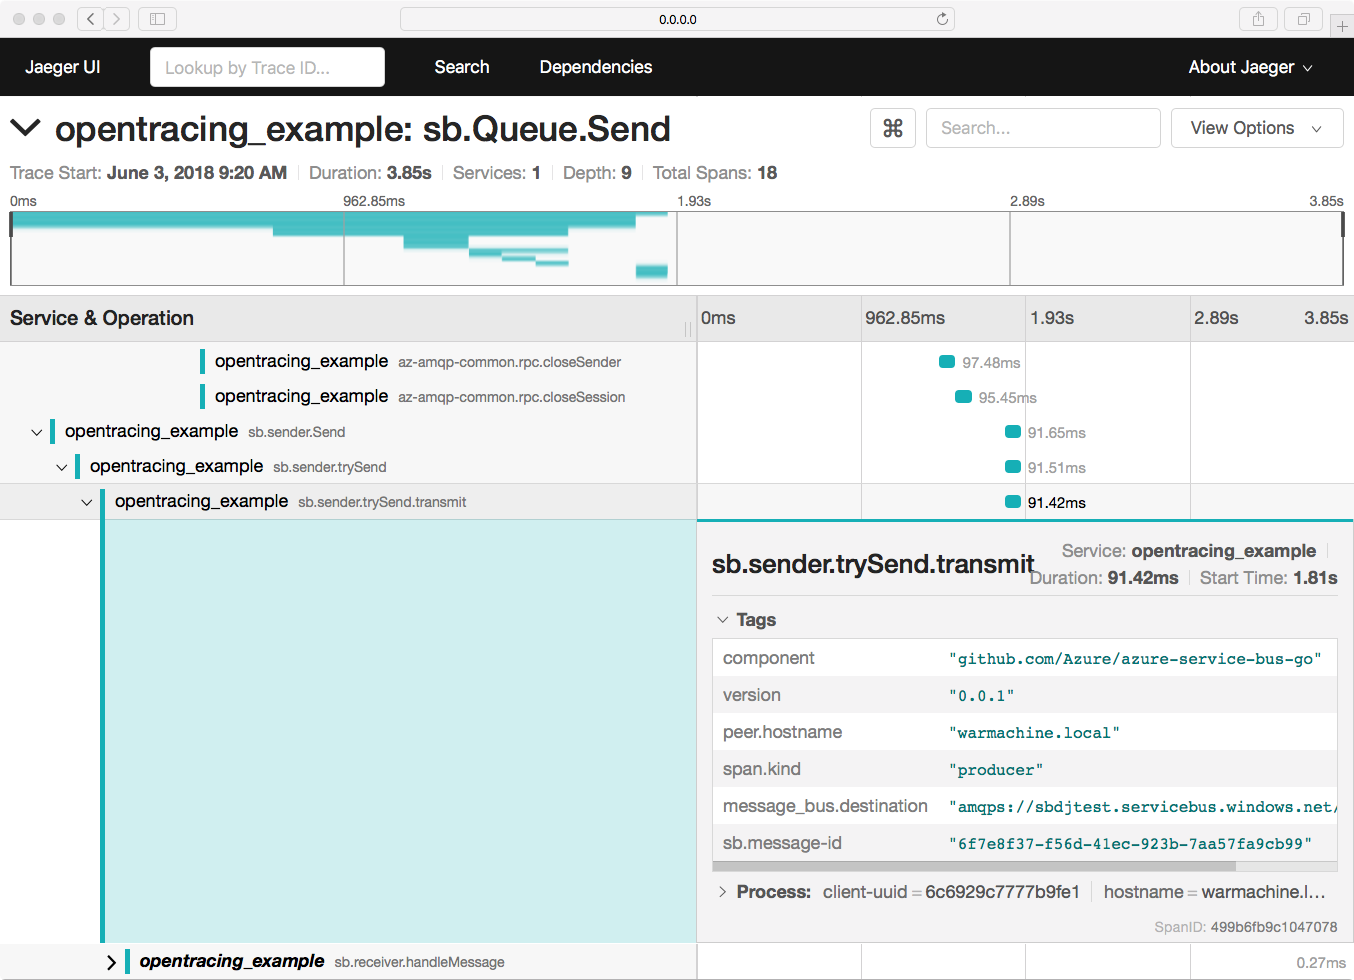 0.0.0.0
Jaeger UI Lookup by Trace ID... Search Dependencies About Jaeger
opentracing_example: sb.Queue.Send ⌘ Search... View Options
Trace Start: June 3, 2018 9:20 AM Duration: 3.85s Services: 1 Depth: 9 Total Spans: 18
0ms 962.85ms 1.93s 2.89s 3.85s
Service & Operation 0ms 962.85ms 1.93s 2.89s 3.85s
opentracing_example az-amqp-common.rpc.closeSender 97.48ms
opentracing_example az-amqp-common.rpc.closeSession 95.45ms
opentracing_example sb.sender.Send 91.65ms
opentracing_example sb.sender.trySend 91.51ms
opentracing_example sb.sender.trySend.transmit 91.42ms
sb.sender.trySend.transmit
Service: opentracing_example
Duration: 91.42ms Start Time: 1.81s
Tags
component "github.com/Azure/azure-service-bus-go"
version "0.0.1"
peer.hostname "warmachine.local"
span.kind "producer"
message_bus.destination "amqps://sbdjtest.servicebus.windows.net/
sb.message-id "6f7e8f37-f56d-41ec-923b-7aa57fa9cb99"
Process: client-uuid = 6c6929c7777b9fe1 hostname = warmachine.l...
SpanID: 499b6fb9c1047078
opentracing_example sb.receiver.handleMessage 0.27ms